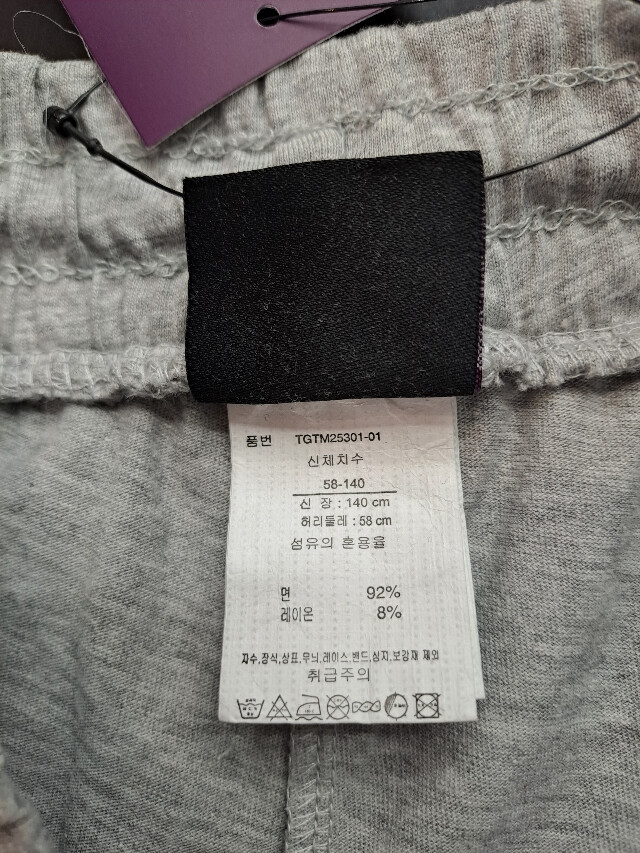 품번 TGTM25301-01
신체치수
58-140
신 장 : 140 cm
허리둘레 : 58 cm
섬유의 혼용율
면 92%
레이온 8%
자수,장식,상표,무늬,레이스,밴드,심지,보강재 제외
취급주의